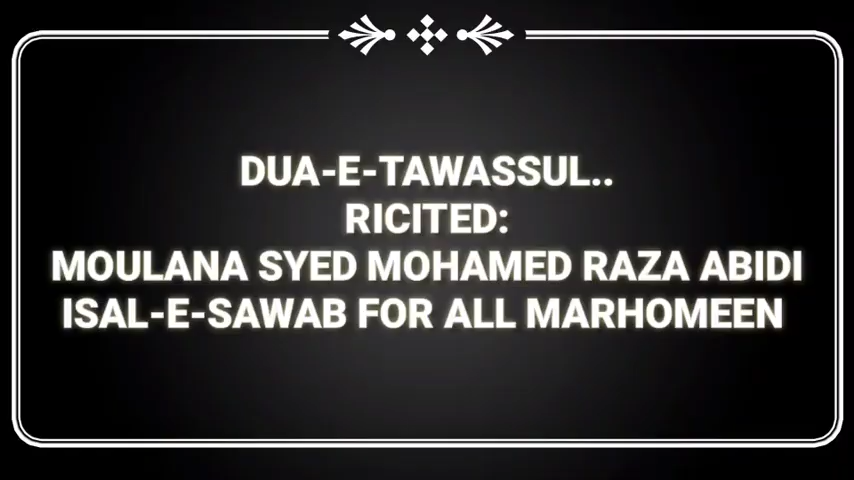 DUA-E-TAWASSUL..
RICITED:
MOULANA SYED MOHAMED RAZA ABIDI
ISAL-E-SAWAB FOR ALL MARHOMEEN